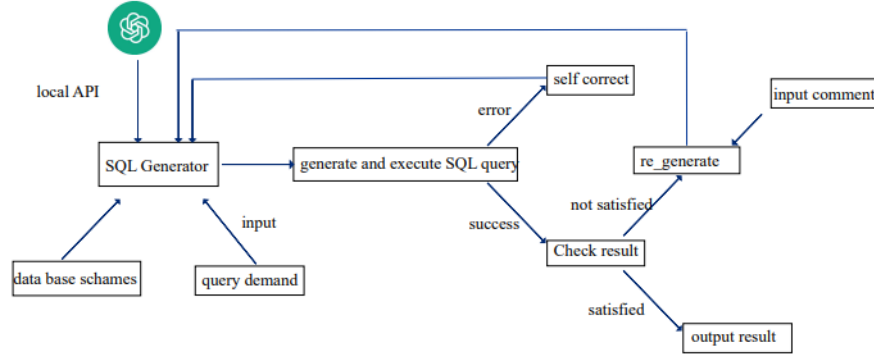 local API
self correct
input comment
error
SQL Generator
generate and execute SQL query
re_generate
not satisfied
input
success
Check result
data base schames
query demand
satisfied
output result